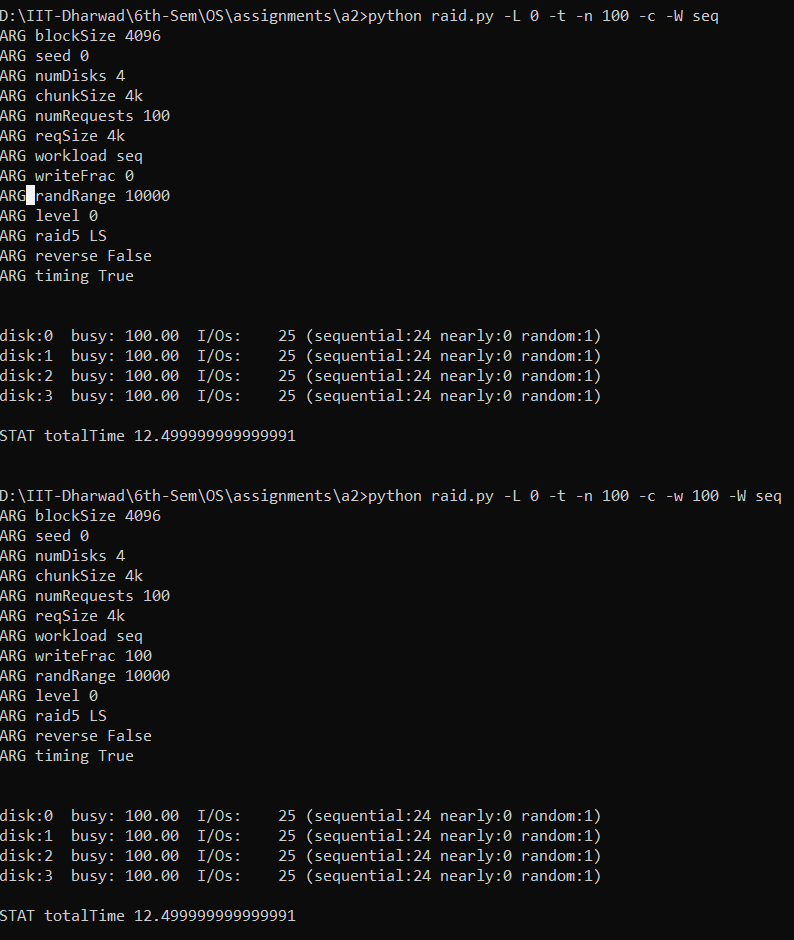 D:\IIT-Dharwad\6th-Sem\OS\assignments\a2>python raid.py -L 0 -t -n 100 -c -W seq
ARG blockSize 4096
ARG seed 0
ARG numDisks 4
ARG chunkSize 4k
ARG numRequests 100
ARG reqSize 4k
ARG workload seq
ARG writeFrac 0
ARG randRange 10000
ARG level 0
ARG raid5 LS
ARG reverse False
ARG timing True
disk:0  busy: 100.00  I/Os:    25 (sequential:24 nearly:0 random:1)
disk:1  busy: 100.00  I/Os:    25 (sequential:24 nearly:0 random:1)
disk:2  busy: 100.00  I/Os:    25 (sequential:24 nearly:0 random:1)
disk:3  busy: 100.00  I/Os:    25 (sequential:24 nearly:0 random:1)
STAT totalTime 12.499999999999991
D:\IIT-Dharwad\6th-Sem\OS\assignments\a2>python raid.py -L 0 -t -n 100 -c -w 100 -W seq
ARG blockSize 4096
ARG seed 0
ARG numDisks 4
ARG chunkSize 4k
ARG numRequests 100
ARG reqSize 4k
ARG workload seq
ARG writeFrac 100
ARG randRange 10000
ARG level 0
ARG raid5 LS
ARG reverse False
ARG timing True
disk:0  busy: 100.00  I/Os:    25 (sequential:24 nearly:0 random:1)
disk:1  busy: 100.00  I/Os:    25 (sequential:24 nearly:0 random:1)
disk:2  busy: 100.00  I/Os:    25 (sequential:24 nearly:0 random:1)
disk:3  busy: 100.00  I/Os:    25 (sequential:24 nearly:0 random:1)
STAT totalTime 12.499999999999991